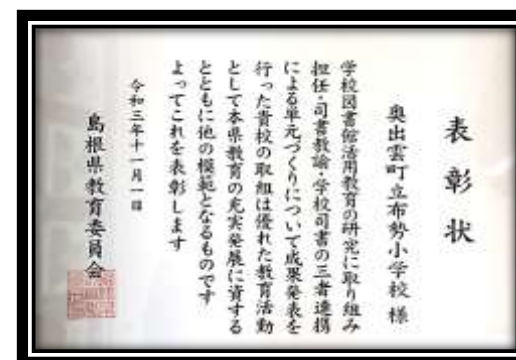 表彰状
奥出雲町立布勢小学校 様
学校図書館活用教育の研究に取り組み
担任・司書教諭・学校司書の三者連携
による単元づくりについて成果発表を
行った貴校の取組は優れた教育活動
として本県教育の充実発展に資する
とともに他の模範となるものです
よってこれを表彰します
令和三年十一月一日
島根県教育委員会